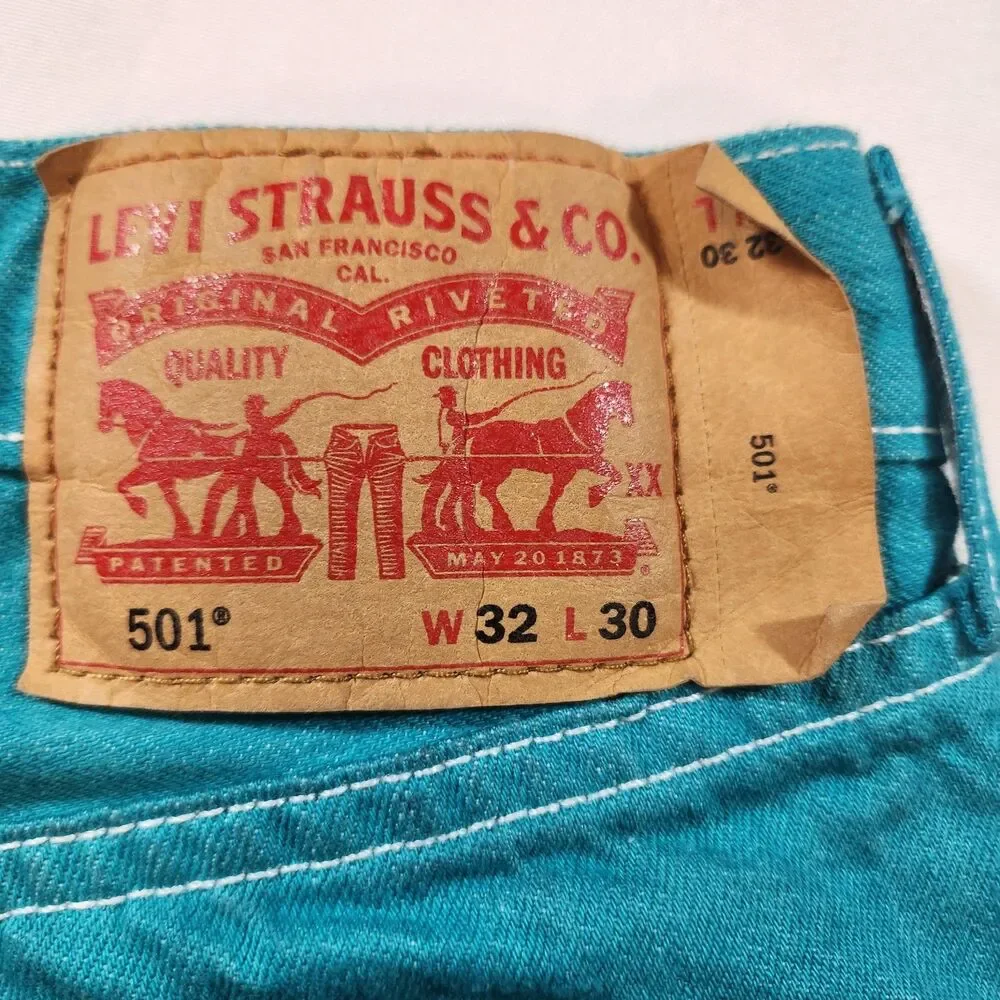 LEVI STRAUSS & CO.
SAN FRANCISCO
CAL.
ORIGINAL RIVETED
QUALITY CLOTHING
XX
PATENTED MAY 20 1873 ®
501® W 32 L 30
L
32 30
501®